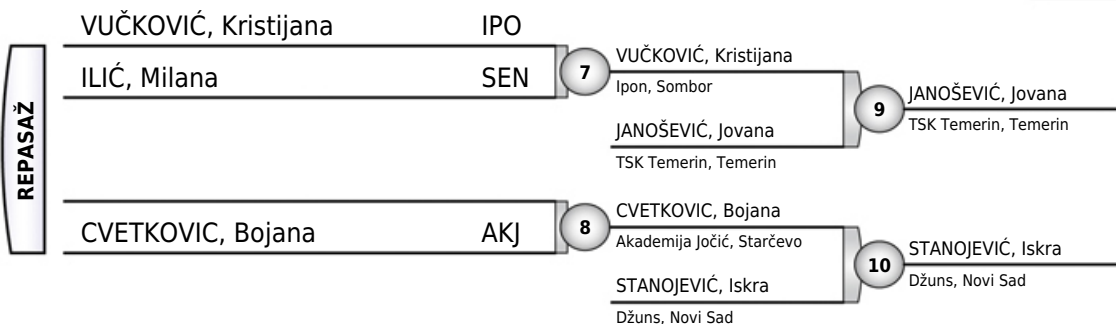 REPASAŽ
VUČKOVIĆ, Kristijana IPO
ILIĆ, Milana SEN
7
VUČKOVIĆ, Kristijana
Ipon, Sombor
JANOŠEVIĆ, Jovana
TSK Temerin, Temerin
9
JANOŠEVIĆ, Jovana
TSK Temerin, Temerin
CVETKOVIC, Bojana AKJ
8
CVETKOVIC, Bojana
Akademija Jočić, Starčevo
STANOJEVIĆ, Iskra
Džuns, Novi Sad
10
STANOJEVIĆ, Iskra
Džuns, Novi Sad